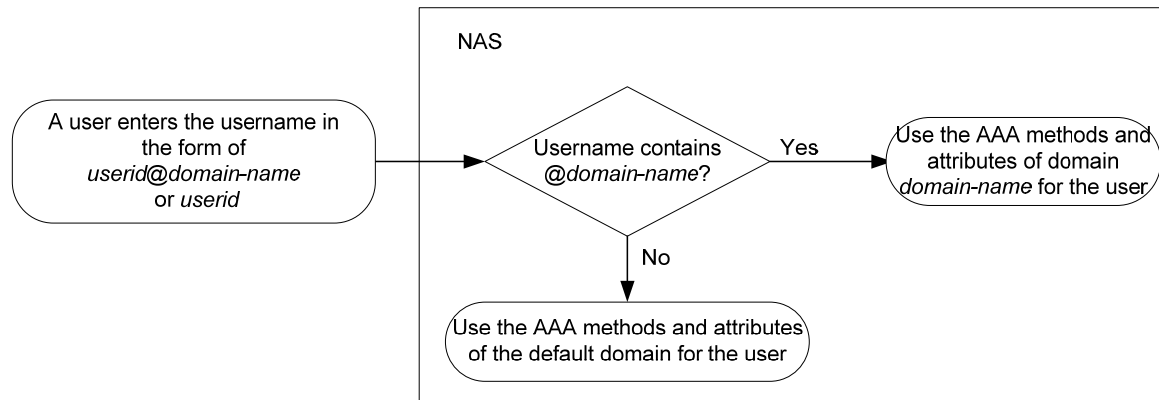 NAS
A user enters the username in
the form of
userid@domain-name
or userid
Username contains
@domain-name?
Yes
Use the AAA methods and
attributes of domain
domain-name for the user
No
Use the AAA methods and attributes
of the default domain for the user